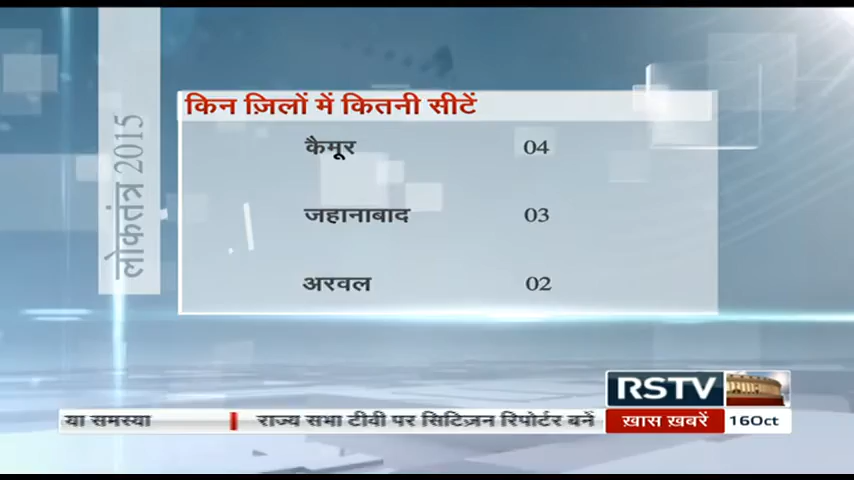 लोकतंत्र 2015
किन ज़िलों में कितनी सीटें
कैमूर 04
जहानाबाद 03
अरवल 02
RSTV
या समस्या राज्य सभा टीवी पर सिटिज़न रिपोर्टर बनें ख़ास ख़बरें 16Oct